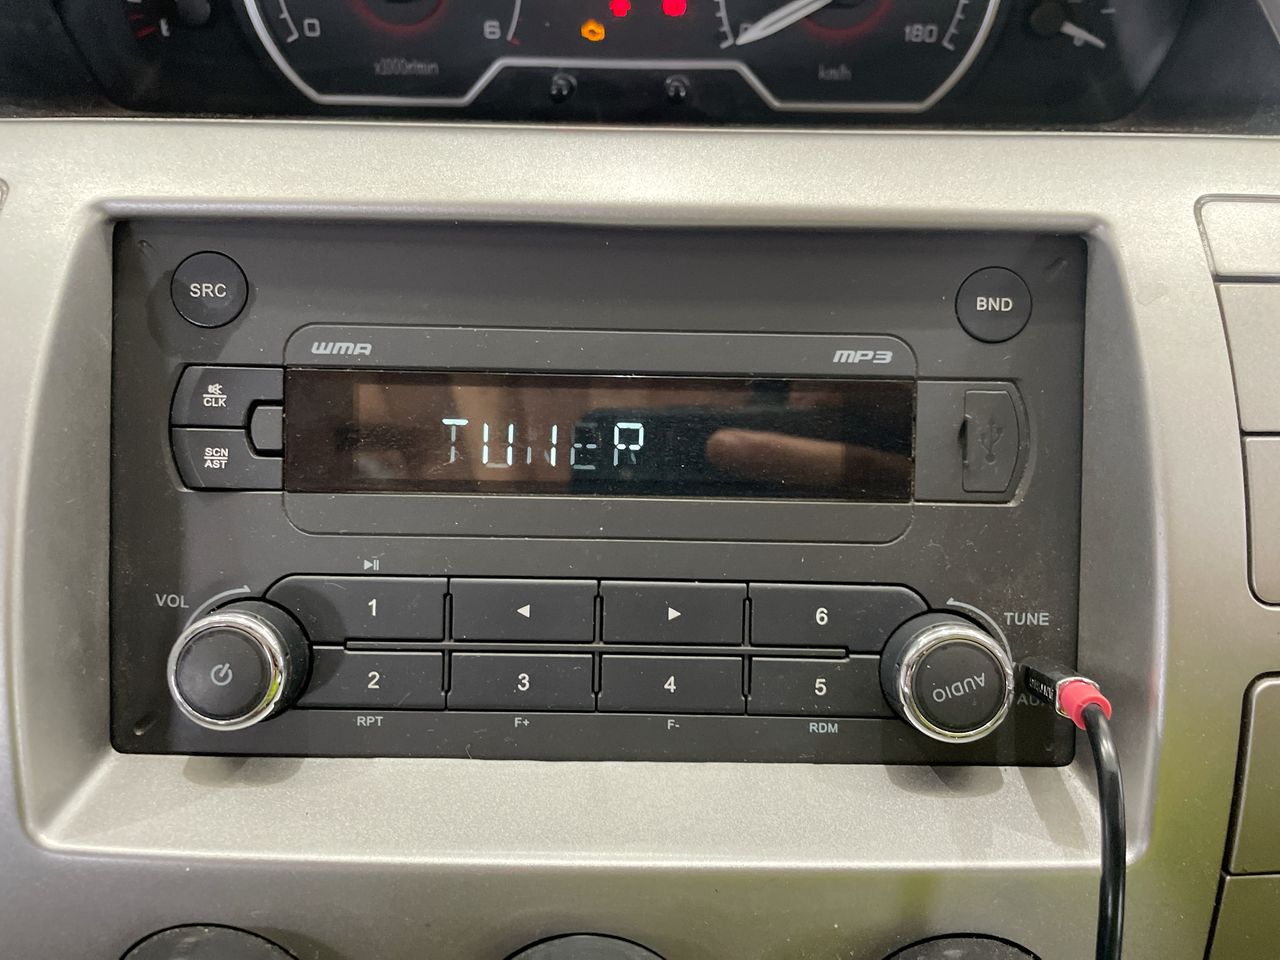 0
6
x1000r/min
0
180
km/h
SRC
BND
WMA
MP3
CLK
SCN
AST
TUNER
VOL
1
6
TUNE
2
3
4
5
AUDIO
RPT
F+
F-
RDM